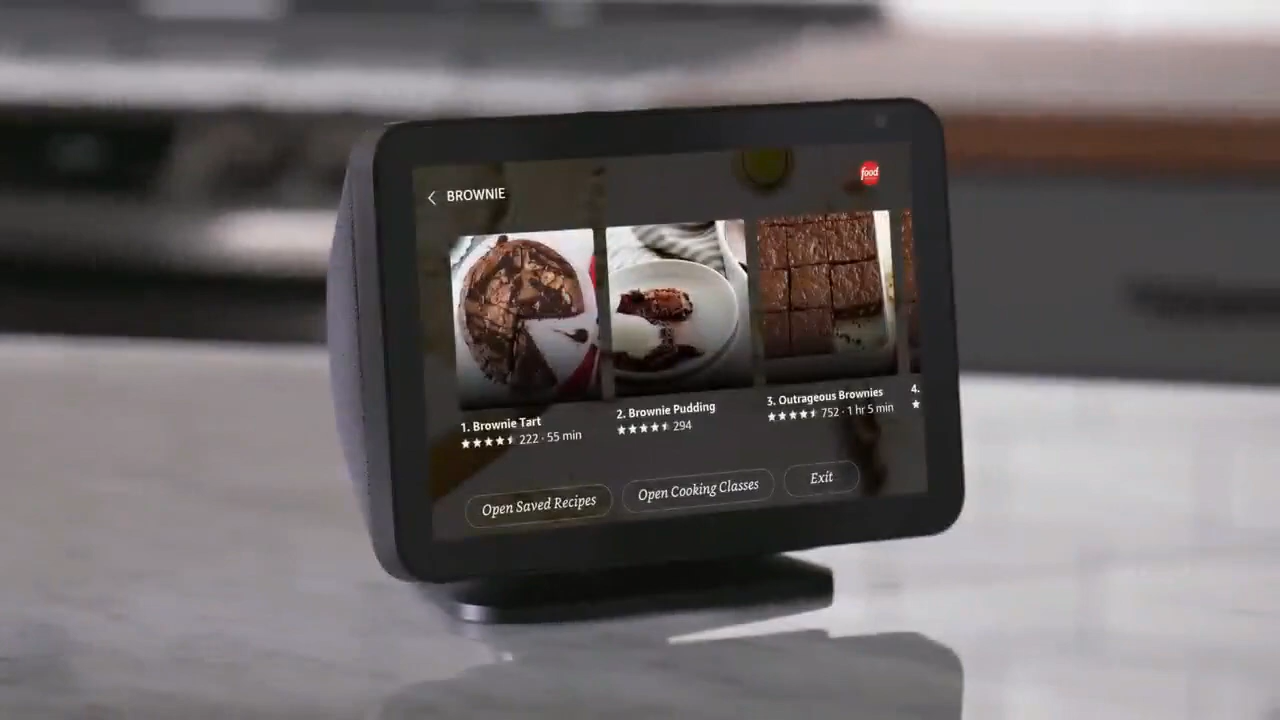 BROWNIE
food
1. Brownie Tart
222 · 55 min
2. Brownie Pudding
294
3. Outrageous Brownies
752 · 1 hr 5 min
4.
Open Saved Recipes
Open Cooking Classes
Exit